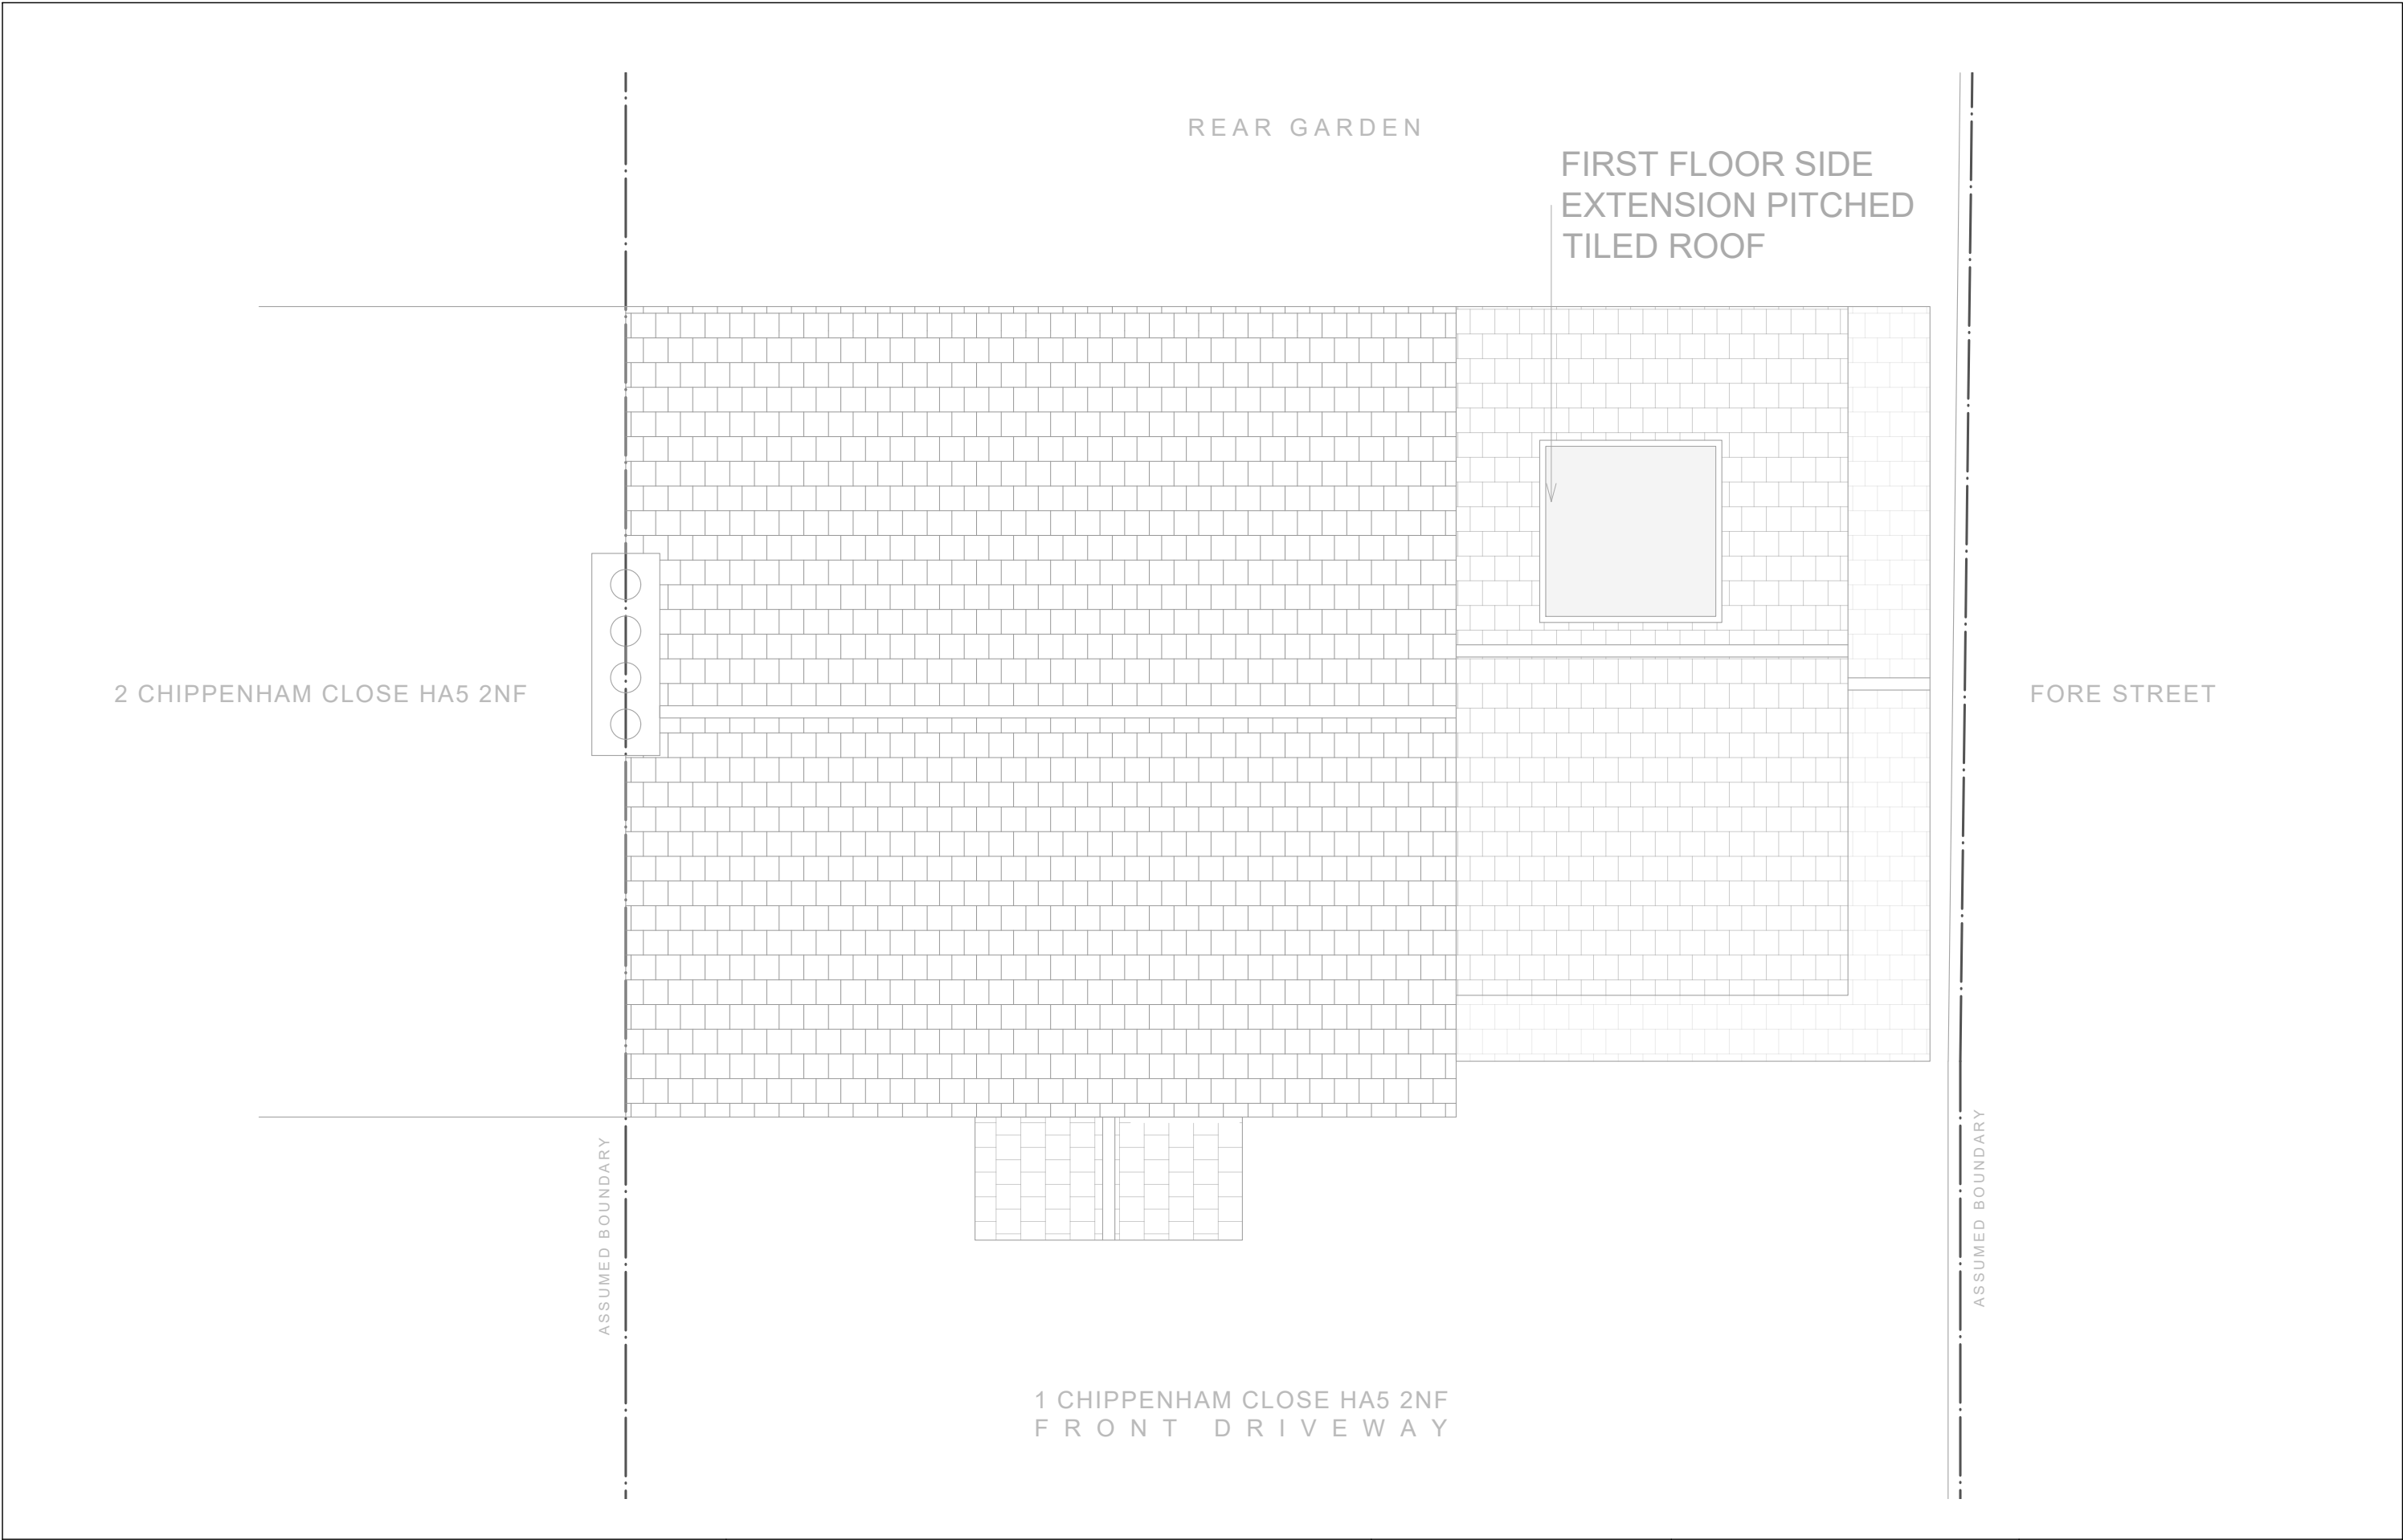 REAR GARDEN
FIRST FLOOR SIDE
EXTENSION PITCHED
TILED ROOF
2 CHIPPENHAM CLOSE HA5 2NF
FORE STREET
ASSUMED BOUNDARY
ASSUMED BOUNDARY
1 CHIPPENHAM CLOSE HA5 2NF
FRONT DRIVEWAY